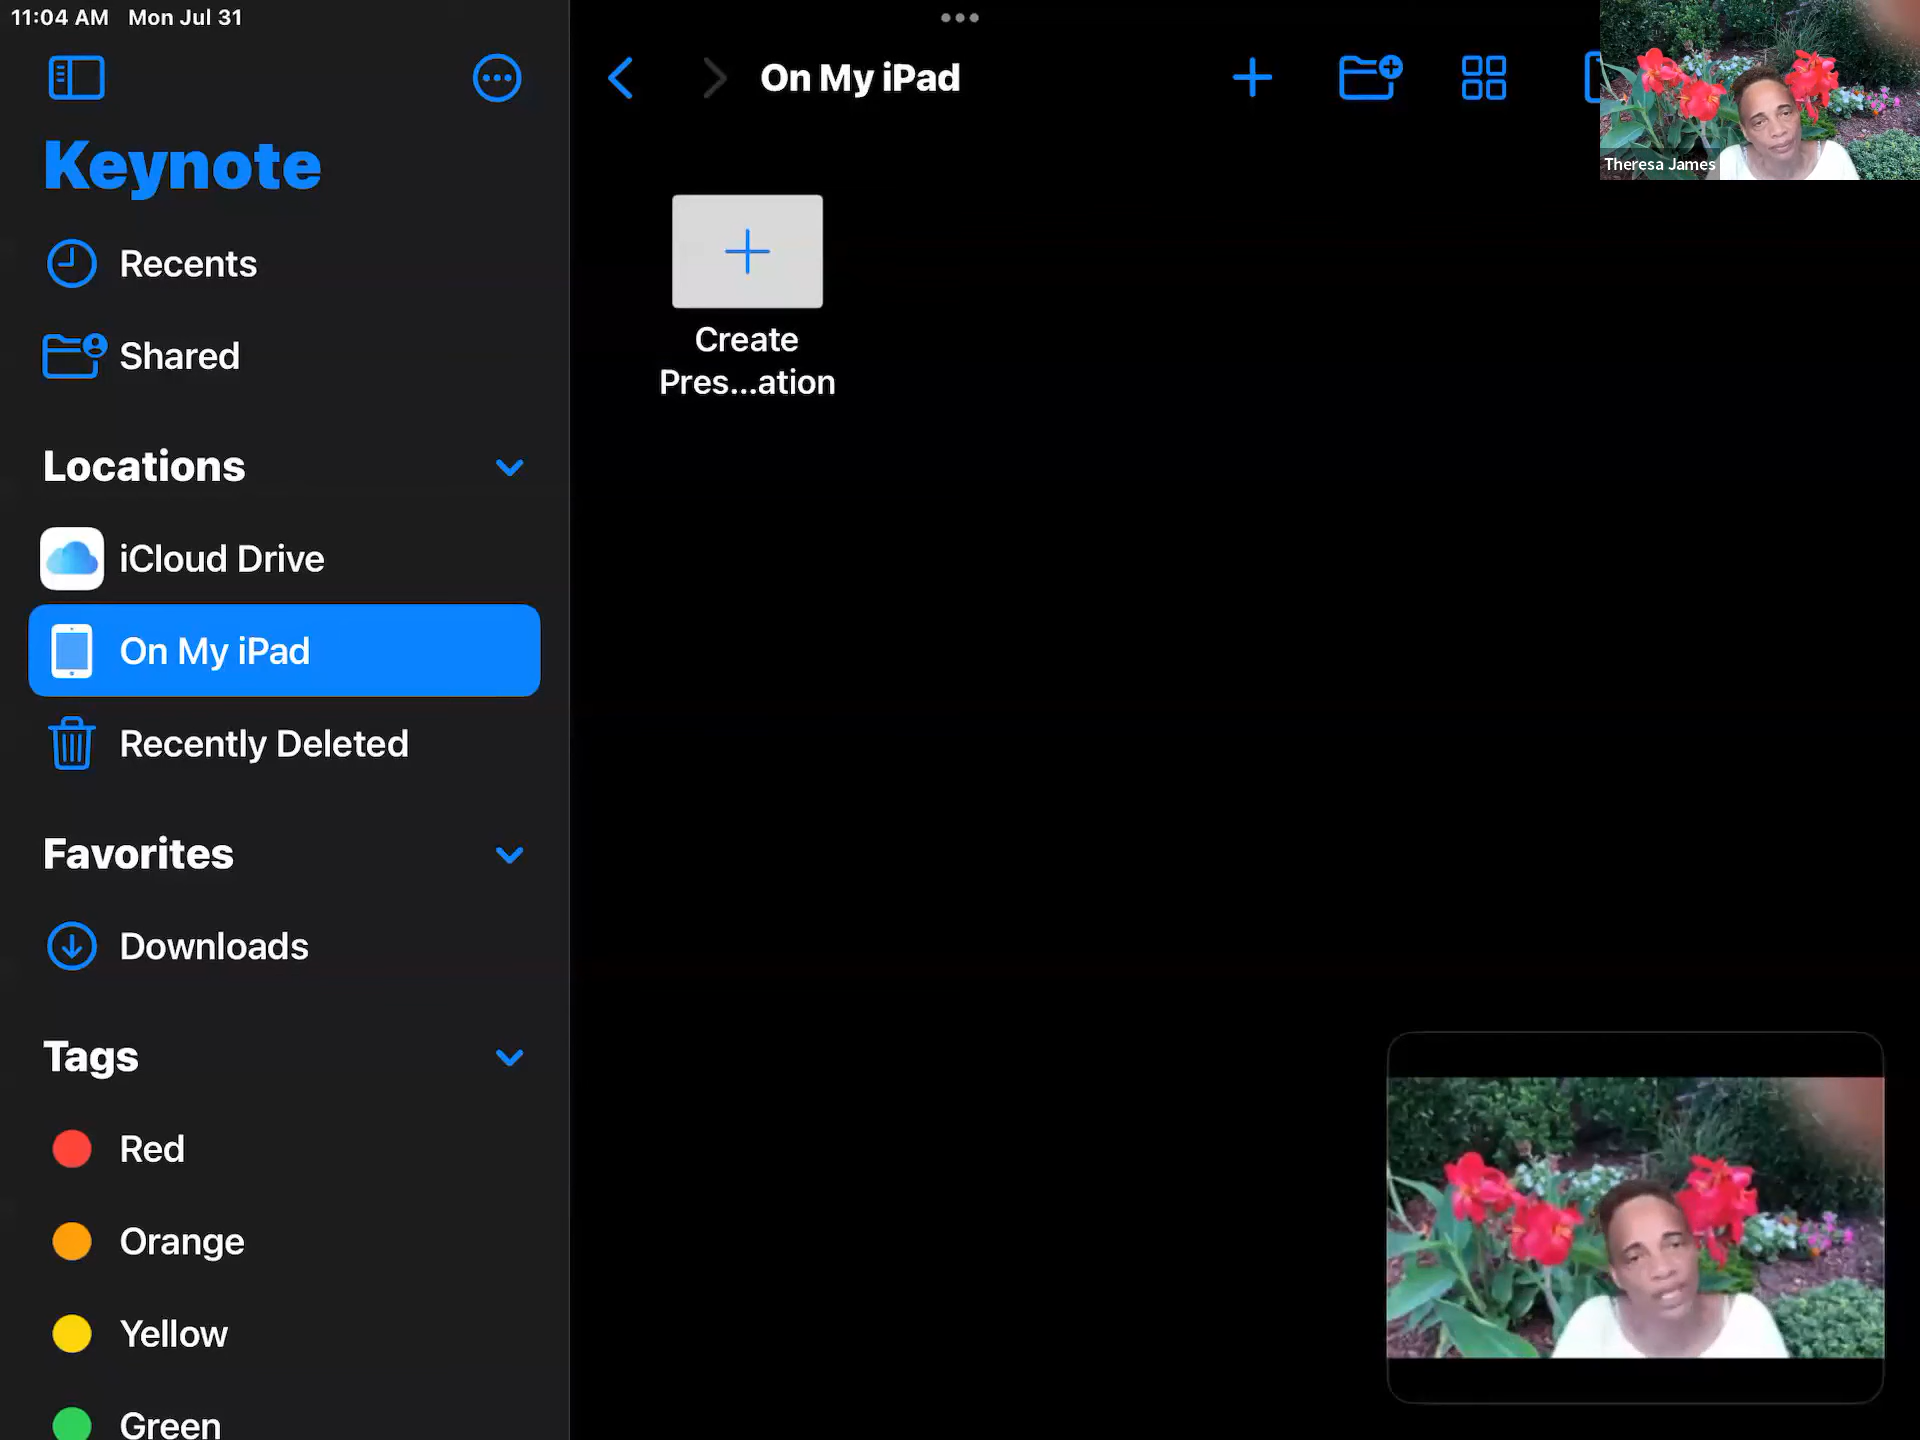 11:04 AM Mon Jul 31
Keynote
Recents
Shared
Locations
iCloud Drive
On My iPad
Recently Deleted
Favorites
Downloads
Tags
Red
Orange
Yellow
Green
On My iPad
Create
Pres...ation
Theresa James